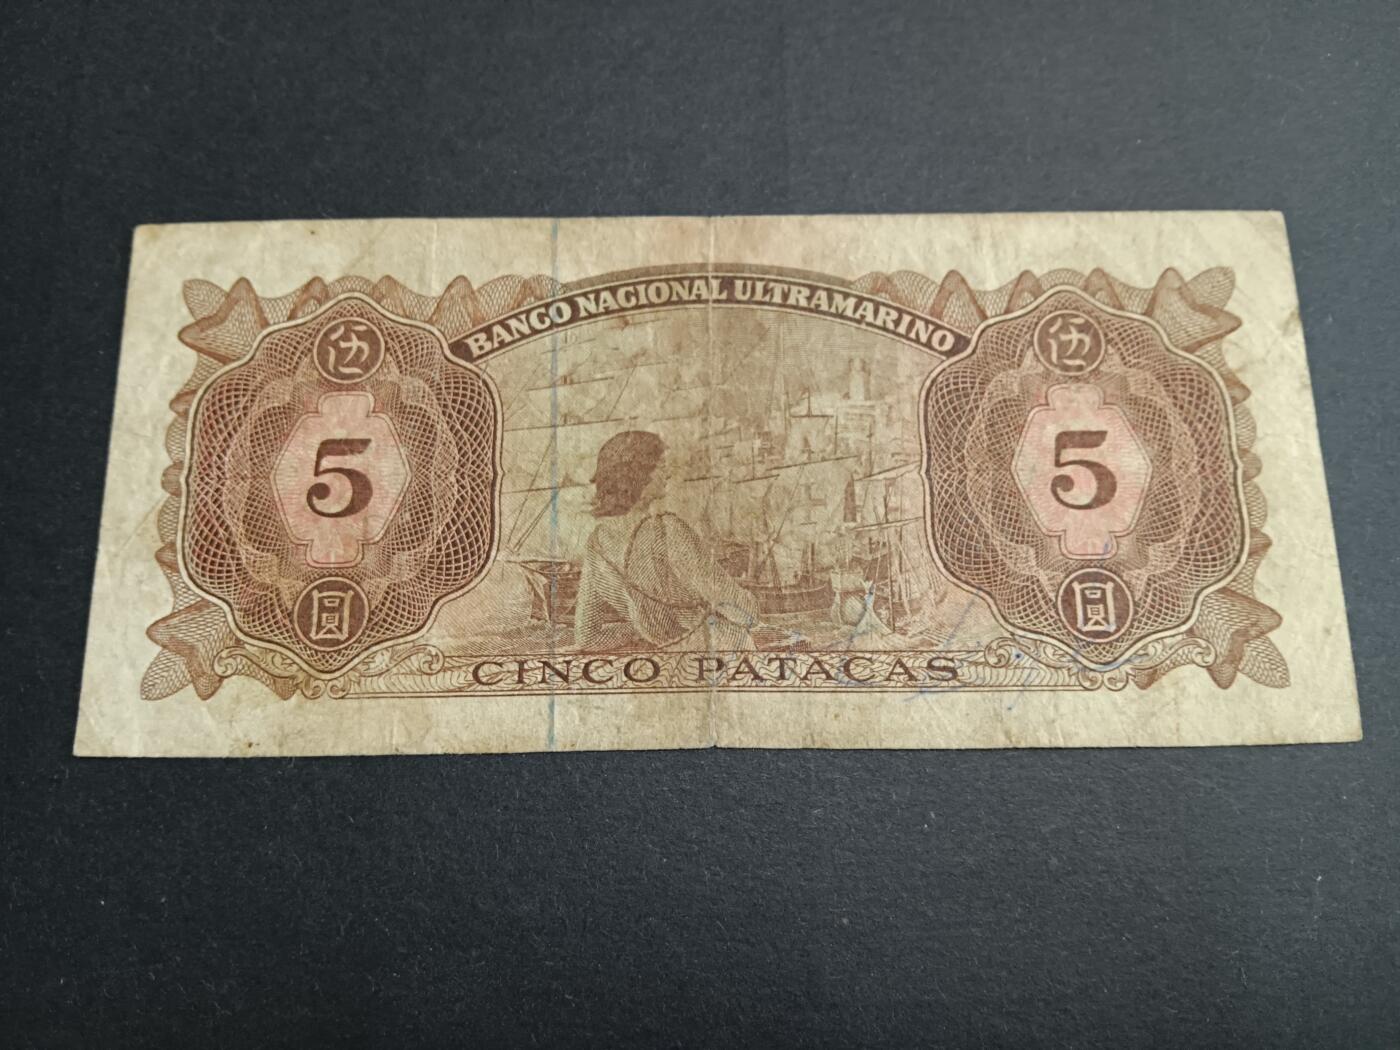 BANCO NACIONAL ULTRAMARINO
伍
伍
5
5
圓
圓
CINCO PATACAS